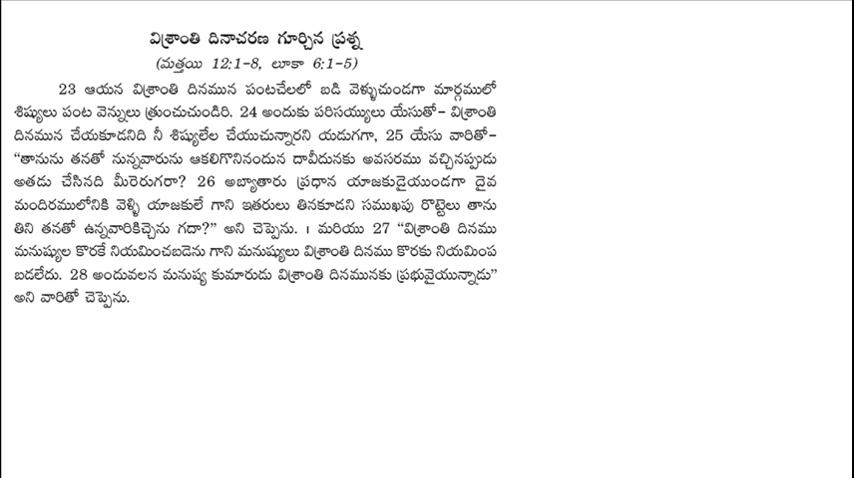 విశ్రాంతి దినాచరణ గూర్చిన ప్రశ్న
(మత్తయి 12:1-8, లూకా 6:1-5)
23 ఆయన విశ్రాంతి దినమున పంటచేలలో బడి వెళ్ళుచుండగా మార్గములో
శిష్యులు పంట వెన్నులు త్రుంచుచుండిరి. 24 అందుకు పరిసయ్యులు యేసుతో- విశ్రాంతి
దినమున చేయకూడనిది నీ శిష్యులేల చేయుచున్నారని యడుగగా, 25 యేసు వారితో-
“తానును తనతో నున్నవారును ఆకలిగొనినందున దావీదునకు అవసరము వచ్చినప్పుడు
అతడు చేసినది మీరెరుగరా? 26 అబ్యాతారు ప్రధాన యాజకుడైయుండగా దైవ
మందిరములోనికి వెళ్ళి యాజకులే గాని ఇతరులు తినకూడని సముఖపు రొట్టెలు తాను
తిని తనతో ఉన్నవారికిచ్చెను గదా?” అని చెప్పెను. । మరియు 27 “విశ్రాంతి దినము
మనుష్యుల కొరకే నియమించబడెను గాని మనుష్యులు విశ్రాంతి దినము కొరకు నియమింప
బడలేదు. 28 అందువలన మనుష్య కుమారుడు విశ్రాంతి దినమునకు ప్రభువైయున్నాడు”
అని వారితో చెప్పెను.